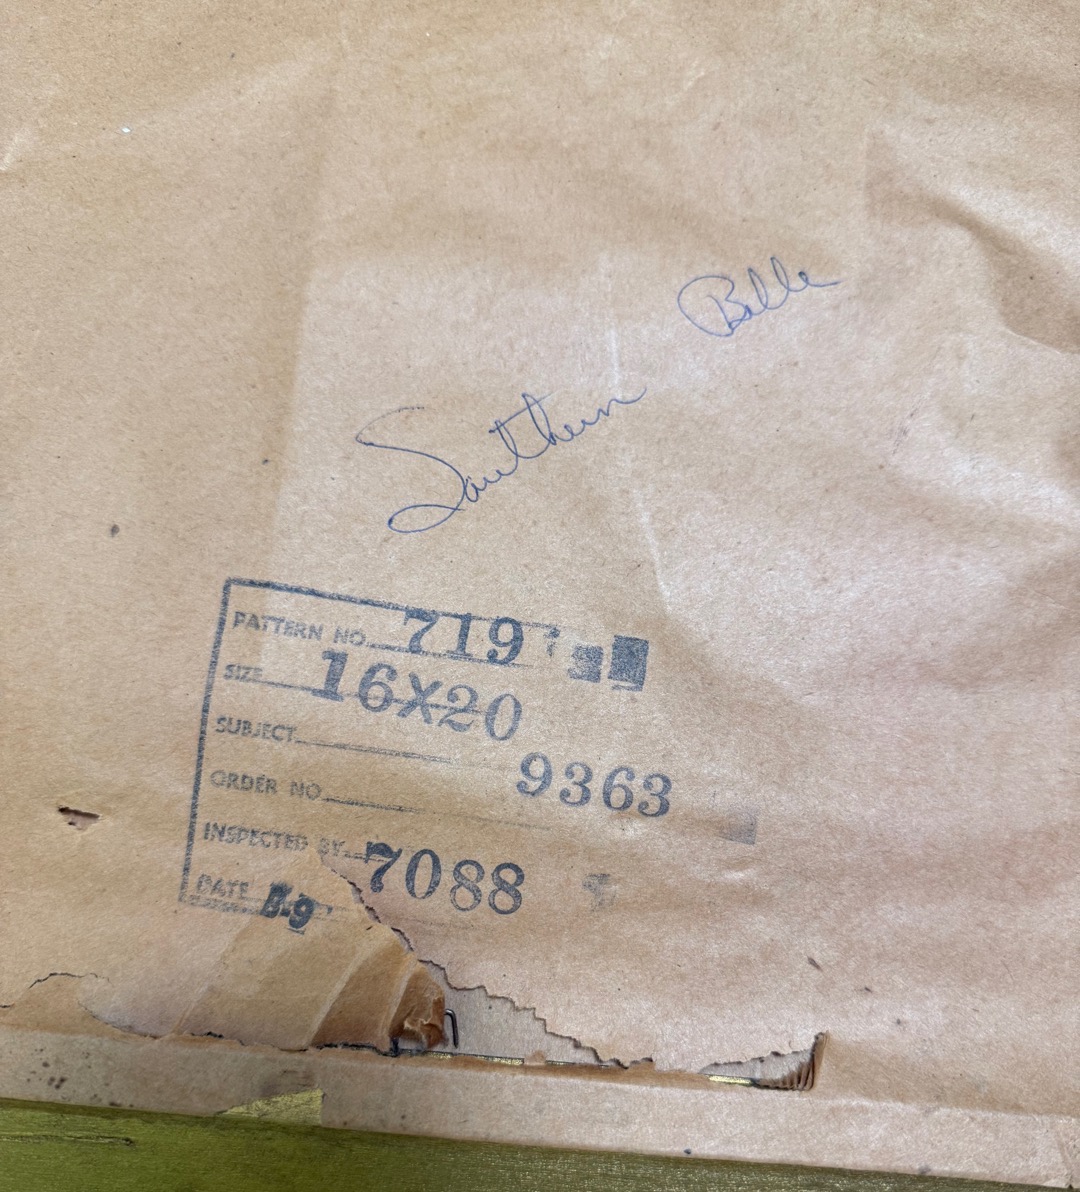 Southern Belle
PATTERN NO. 719
SIZE 16X20
SUBJECT
9363
ORDER NO.
INSPECTED BY 7088
DATE